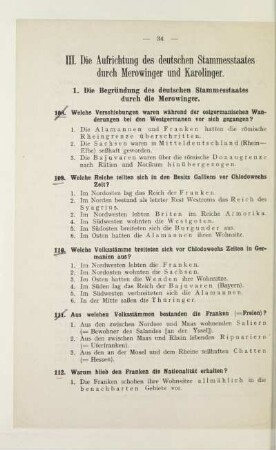 — 34 —
III. Die Aufrichtung des deutschen Stammesstaates
durch Merowinger und Karolinger.
1. Die Begründung des deutschen Stammesstaates
durch die Merowinger.
108. Welche Verschiebungen waren während der ostgermanischen Wan-
derungen bei den Westgermanen vor sich gegangen?
1. Die Alamannen und Franken hatten die römische
Rheingrenze überschritten.
2. Die Sachsen waren in Mitteldeutschland (Rhein—
Elbe) seßhaft geworden.
3. Die Bajuvaren waren über die römische Donaugrenze
nach Rätien und Norikum hinübergegangen.
109. Welche Reiche teilten sich in den Besitz Galliens vor Chlodowechs
Zeit?
1. Im Nordosten lag das Reich der Franken.
2. Im Norden bestand als letzter Rest Westroms das Reich des
Syagrius.
3. Im Nordwesten lebten Briten im Reiche Armorika.
4. Im Südwesten wohnten die Westgoten.
5. Im Südosten breiteten sich die Burgunder aus.
6. Im Osten hatten die Alamannen ihren Wohnsitz.
110. Welche Volksstämme breiteten sich vor Chlodowechs Zeiten in Ger-
manien aus?
1. Im Nordwesten lebten die Franken.
2. Im Nordosten wohnten die Sachsen.
3. Im Osten hatten die Wenden ihre Wohnsitze.
4. Im Süden lag das Reich der Bajuvaren (Bayern).
5. Im Südwesten verteidigten sich die Alamannen.
6. In der Mitte saßen die Thüringer.
111. Aus welchen Volksstämmen bestanden die Franken (=Freien)?
1. Aus den zwischen Nordsee und Maas wohnenden Saliern
(= Bewohner des Salandes (an der Yssel)).
2. Aus den zwischen Maas und Rhein lebenden Ripuariern
(=Uferfranken).
3. Aus den an der Mosel und dem Rheine seßhaften Chatten
(= Hessen).
112. Warum blieb den Franken die Nationalität erhalten?
1. Die Franken schoben ihre Wohnsitze allmählich in die
benachbarten Gebiete vor.